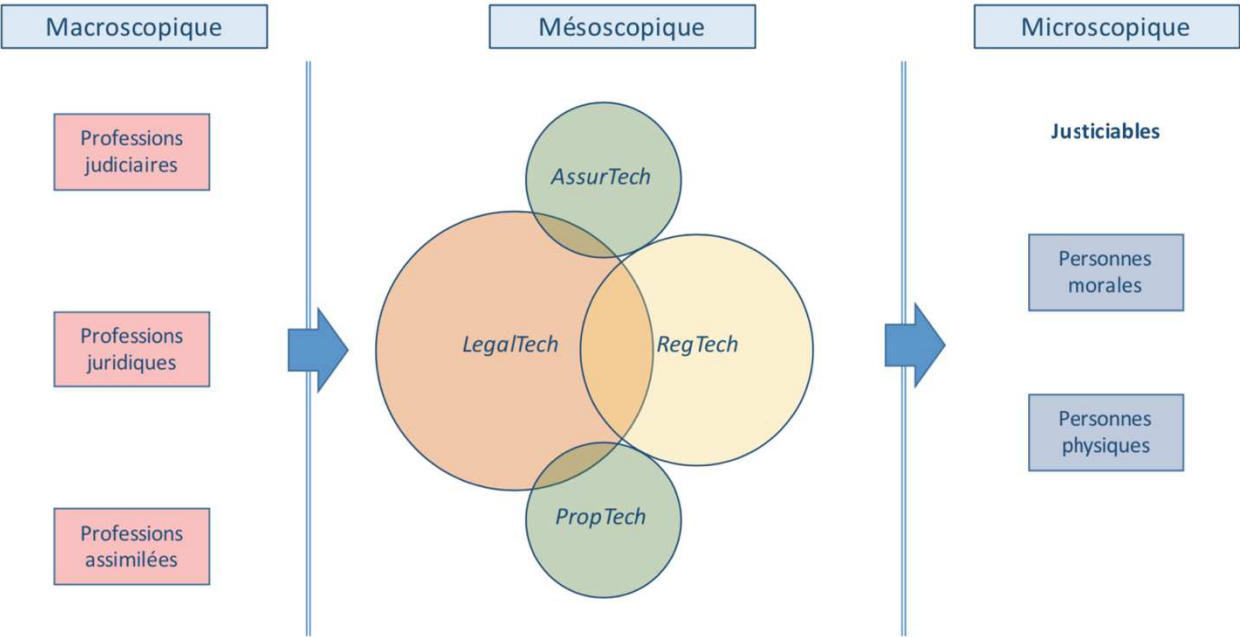 Macroscopique
Mésoscopique
Microscopique
Professions
judiciaires
Professions
juridiques
Professions
assimilées
AssurTech
LegalTech
RegTech
PropTech
Justiciables
Personnes
morales
Personnes
physiques